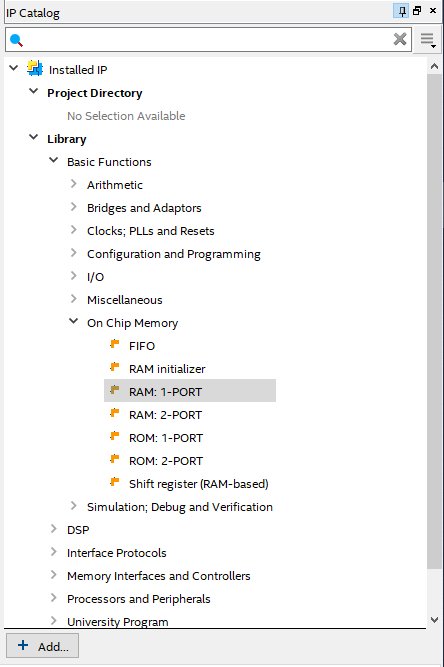 IP Catalog
Installed IP
Project Directory
No Selection Available
Library
Basic Functions
Arithmetic
Bridges and Adaptors
Clocks; PLLs and Resets
Configuration and Programming
I/O
Miscellaneous
On Chip Memory
FIFO
RAM initializer
RAM: 1-PORT
RAM: 2-PORT
ROM: 1-PORT
ROM: 2-PORT
Shift register (RAM-based)
Simulation; Debug and Verification
DSP
Interface Protocols
Memory Interfaces and Controllers
Processors and Peripherals
University Program
Add...